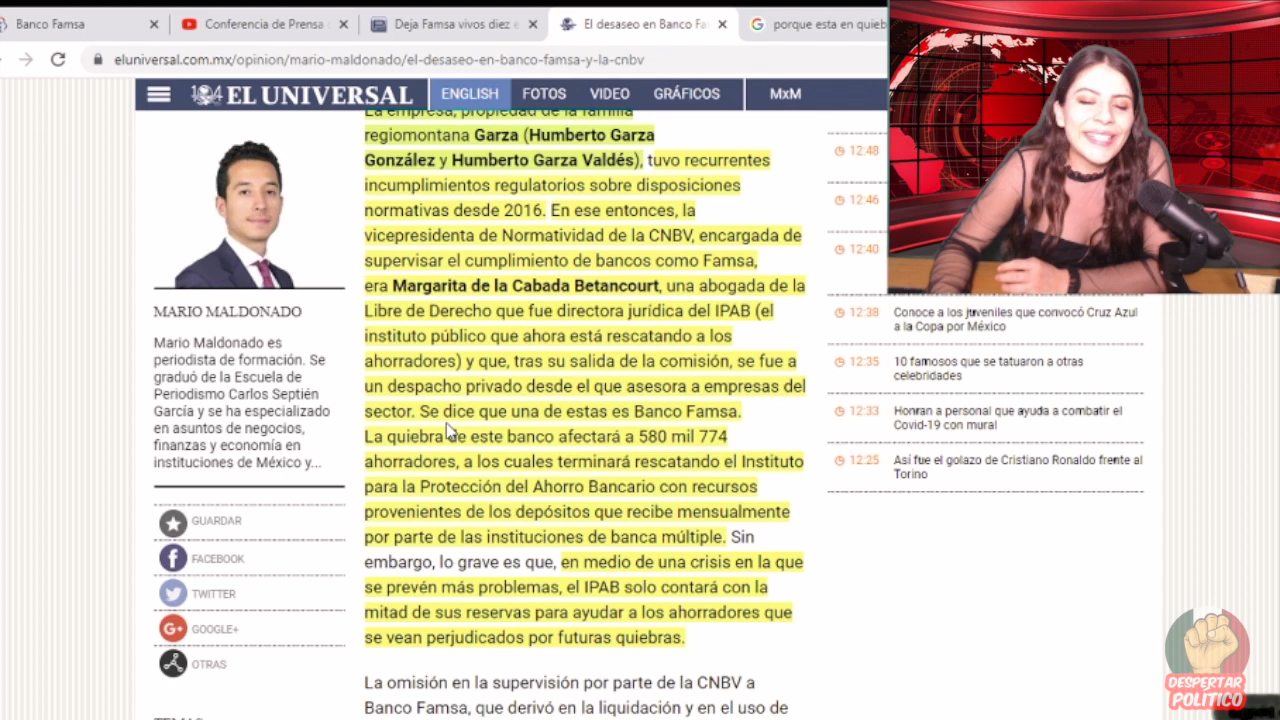 Banco Famsa
Conferencia de Prensa
Deja Famsa vivos diez e
El desaseo en Banco Fa
porque esta en quieb
eluniversal.com
ario-maldo
y-la-cnbv
NIVERSAL
ENGLISH
FOTOS
VIDEO
GRÁFICOS
MxM
regiomontana Garza (Humberto Garza
González y Humberto Garza Valdés), tuvo recurrentes
incumplimientos en cuantos a las disposiciones
normativas desde 2016. En ese entonces, la
vicepresidenta de Normatividad de la CNBV, encargada de
supervisar el cumplimiento de bancos como Famsa,
era Margarita de la Cabada Betancourt, una abogada de la
Libre de Derecho que fue directora jurídica del IPAB (el
instituto público que ahora está rescatando a los
ahorradores) y que, tras su salida de la comisión, se fue a
un despacho privado desde el que asesora a empresas del
sector. Se dice que una de estas es Banco Famsa.
La quiebra de este banco afectará a 580 mil 774
ahorradores, a los cuales terminará rescatando el Instituto
para la Protección del Ahorro Bancario con recursos
provenientes de los depósitos que recibe mensualmente
por parte de las instituciones de banca múltiple. Sin
embargo, lo grave es que, en medio de una crisis en la que
se prevén más problemas, el IPAB solo contará con la
mitad de sus reservas para ayudar a los ahorradores que
se vean perjudicados por futuras quiebras.
La omisión en la supervisión por parte de la CNBV a
Banco Famsa, que derivó en la liquidación y en el uso de
MARIO MALDONADO
Mario Maldonado es
periodista de formación. Se
graduó de la Escuela de
Periodismo Carlos Septién
García y se ha especializado
en asuntos de negocios,
finanzas y economía en
instituciones de México y...
GUARDAR
FACEBOOK
TWITTER
GOOGLE+
OTRAS
12:48
12:46
12:40
12:38 Conoce a los juveniles que convocó Cruz Azul
a la Copa por México
12:35 10 famosos que se tatuaron a otras
celebridades
12:33 Honran a personal que ayuda a combatir el
Covid-19 con mural
12:25 Así fue el golazo de Cristiano Ronaldo frente al
Torino
DESPERTAR
POLÍTICO